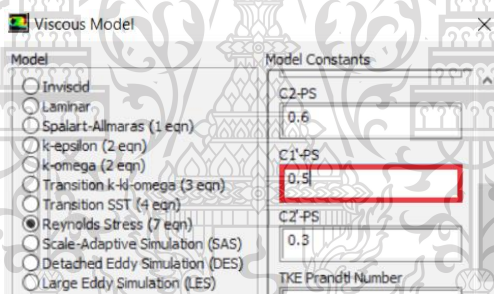 Viscous Model
Model
Inviscid
Laminar
Spalart-Allmaras (1 eqn)
k-epsilon (2 eqn)
k-omega (2 eqn)
Transition k-kl-omega (3 eqn)
Transition SST (4 eqn)
Reynolds Stress (7 eqn)
Scale-Adaptive Simulation (SAS)
Detached Eddy Simulation (DES)
Large Eddy Simulation (LES)
Model Constants
C2-PS
0.6
C1'-PS
0.5
C2'-PS
0.3
TKE Prandtl Number